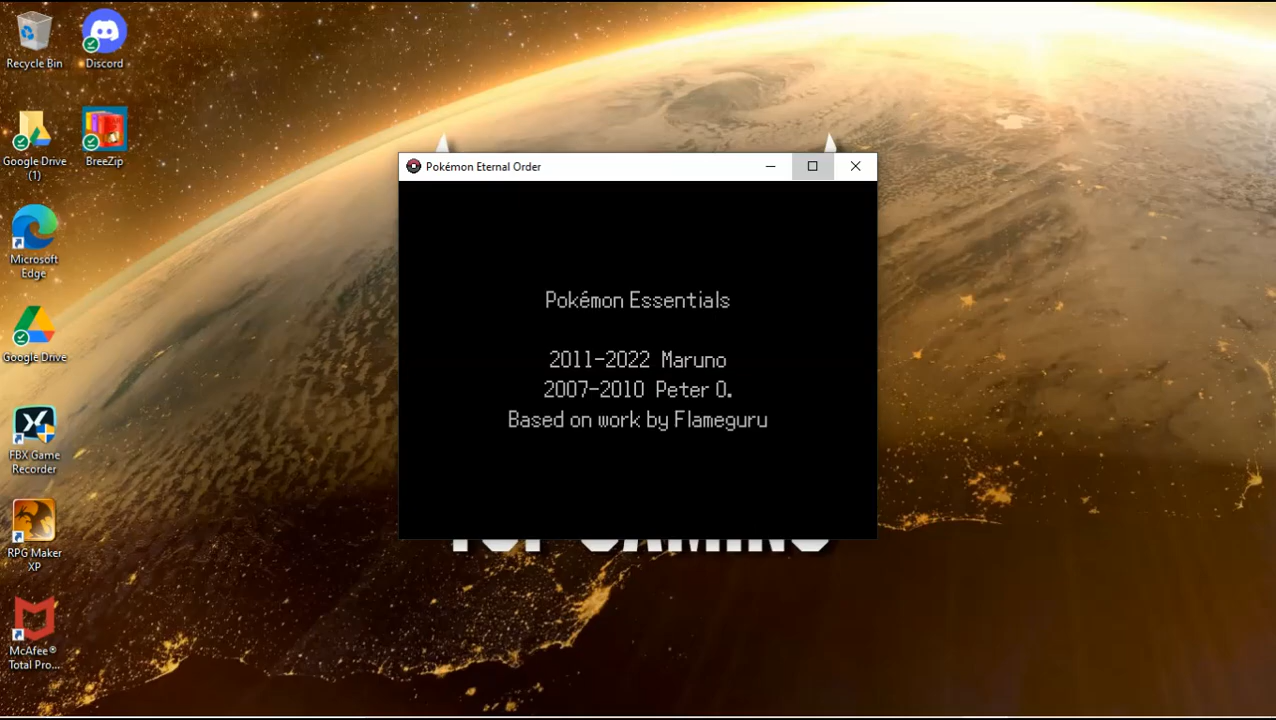 Recycle Bin
Discord
Google Drive
(1)
BreeZip
Microsoft
Edge
Google Drive
FBX Game
Recorder
RPG Maker
XP
McAfee®
Total Pro...
Pokémon Eternal Order
Pokémon Essentials
2011-2022 Maruno
2007-2010 Peter O.
Based on work by Flameguru
GAMING